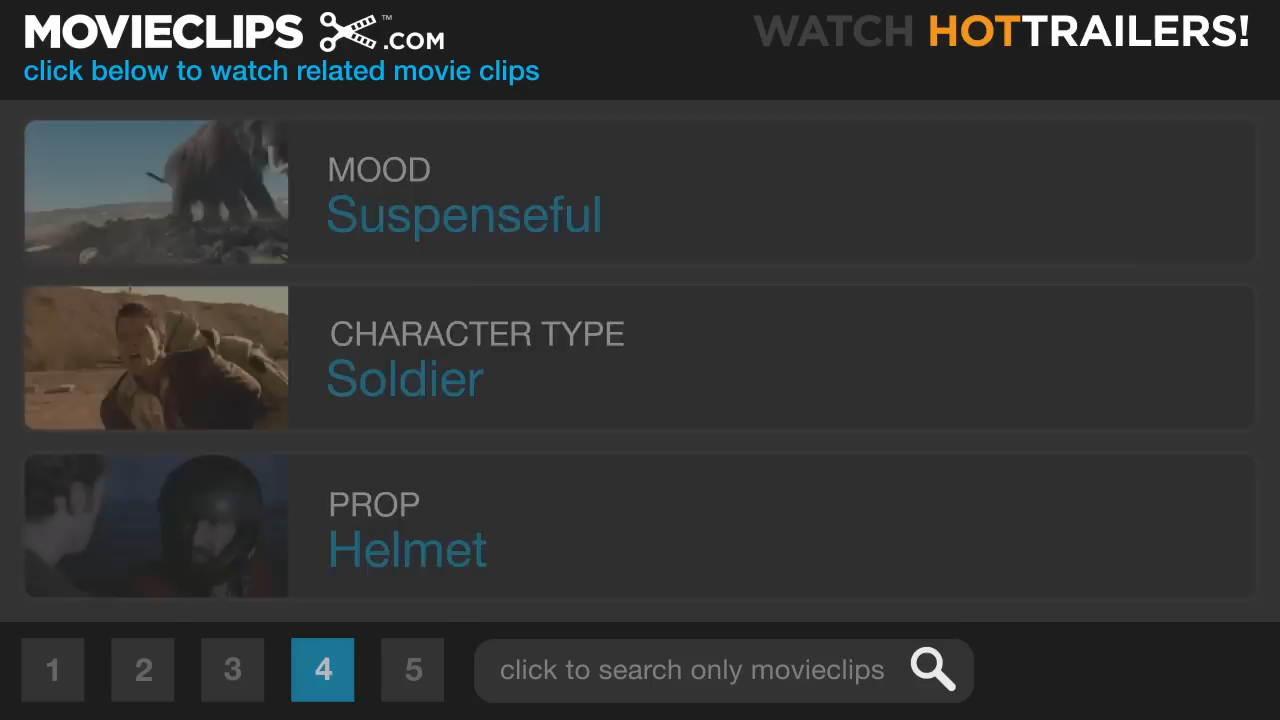 MOVIECLIPS ™ .COM
WATCH HOTTRAILERS!
click below to watch related movie clips
MOOD
Suspenseful
CHARACTER TYPE
Soldier
PROP
Helmet
1 2 3 4 5 click to search only movieclips